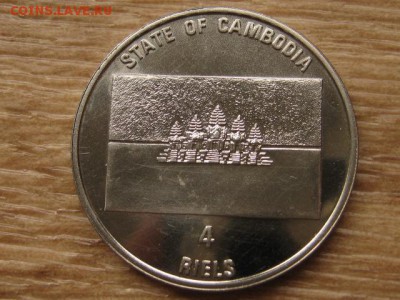 COINS.LAVE.RU
STATE OF CAMBODIA
4
RIELS